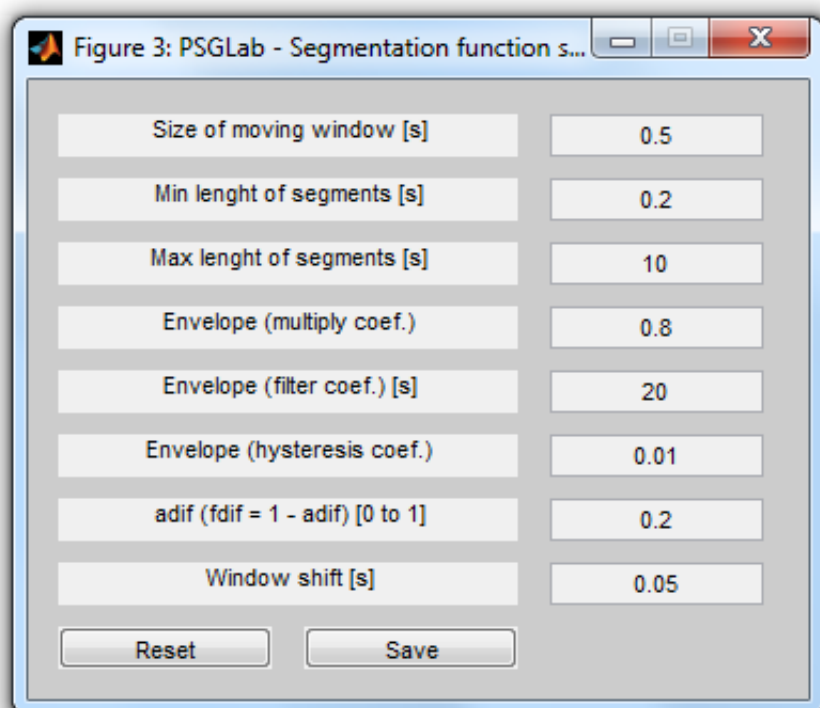 Figure 3: PSGLab - Segmentation function s...
Size of moving window [s] 0.5
Min lenght of segments [s] 0.2
Max lenght of segments [s] 10
Envelope (multiply coef.) 0.8
Envelope (filter coef.) [s] 20
Envelope (hysteresis coef.) 0.01
adif (fdif = 1 - adif) [0 to 1] 0.2
Window shift [s] 0.05
Reset Save